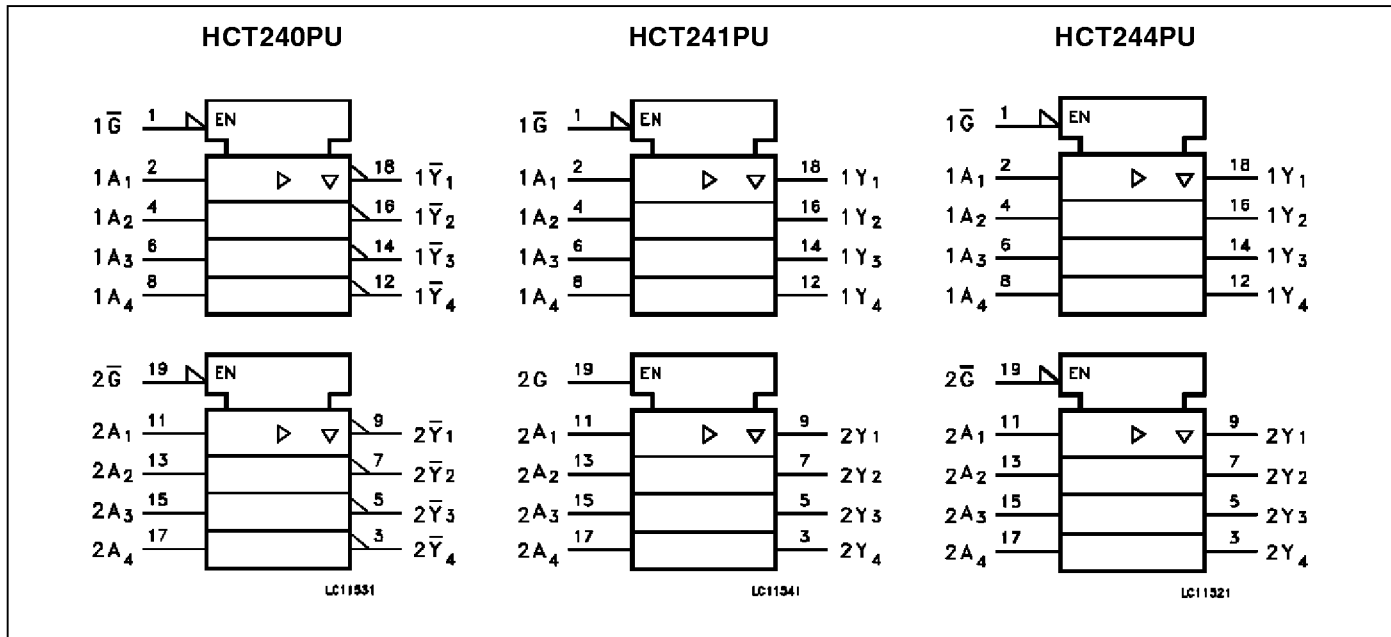 HCT240PU HCT241PU HCT244PU
1G̅ 1 EN
1A1 2 18 1Y̅1
1A2 4 16 1Y̅2
1A3 6 14 1Y̅3
1A4 8 12 1Y̅4
2G̅ 19 EN
2A1 11 9 2Y̅1
2A2 13 7 2Y̅2
2A3 15 5 2Y̅3
2A4 17 3 2Y̅4
LC11531
1G̅ 1 EN
1A1 2 18 1Y1
1A2 4 16 1Y2
1A3 6 14 1Y3
1A4 8 12 1Y4
2G 19 EN
2A1 11 9 2Y1
2A2 13 7 2Y2
2A3 15 5 2Y3
2A4 17 3 2Y4
LC11341
1G̅ 1 EN
1A1 2 18 1Y1
1A2 4 16 1Y2
1A3 6 14 1Y3
1A4 8 12 1Y4
2G̅ 19 EN
2A1 11 9 2Y1
2A2 13 7 2Y2
2A3 15 5 2Y3
2A4 17 3 2Y4
LC11321